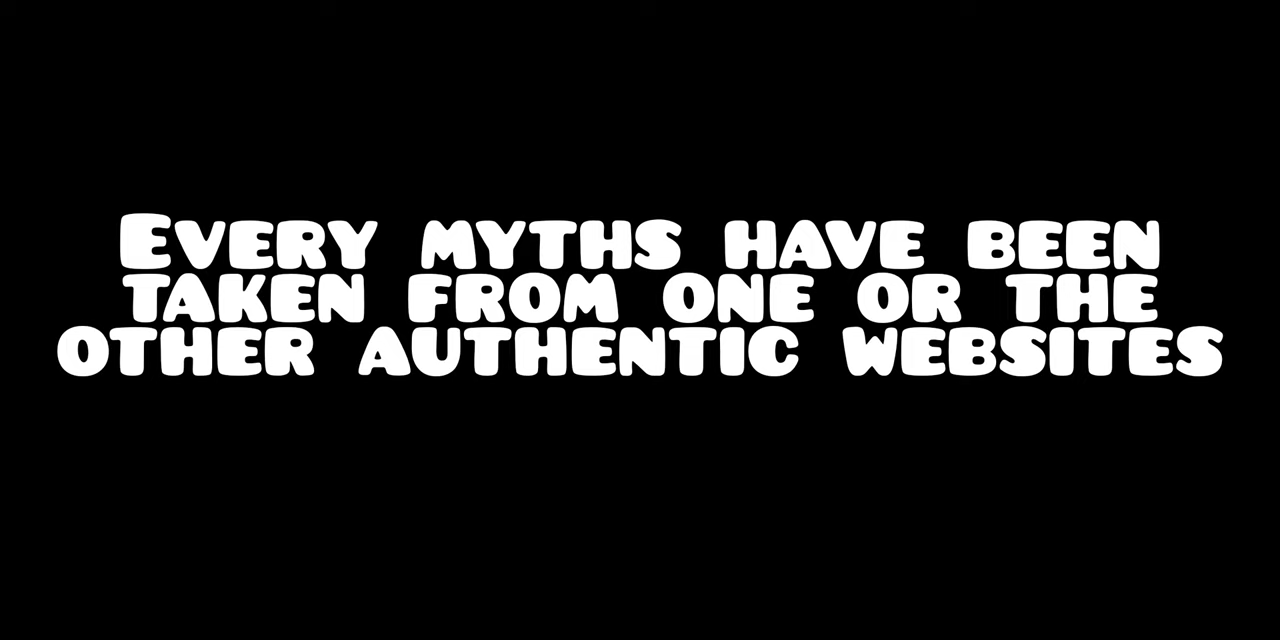 Every myths have been
taken from one or the
other authentic websites